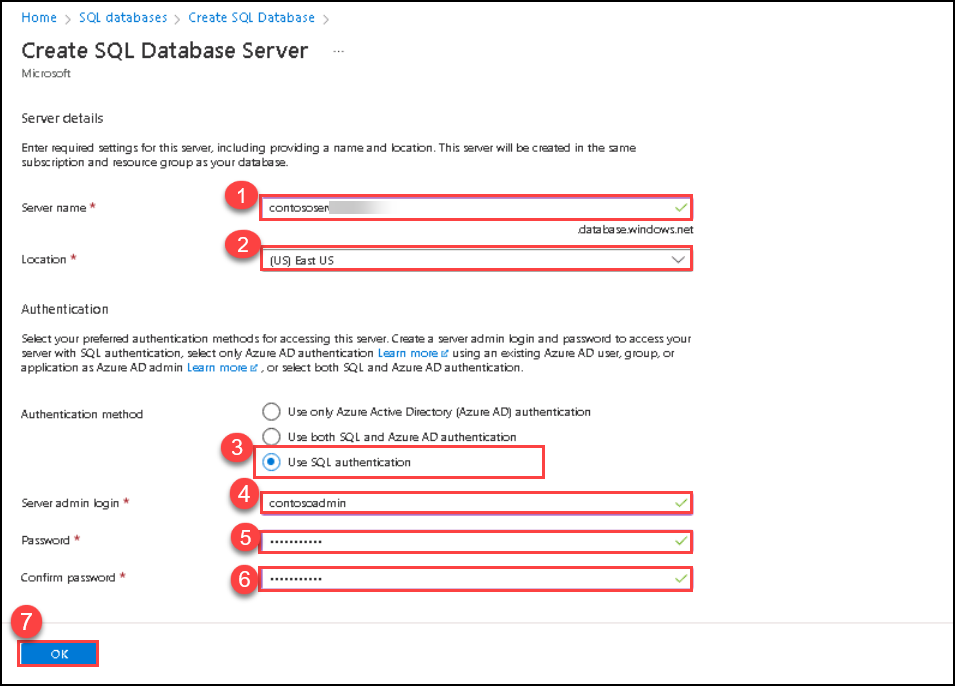 Home > SQL databases > Create SQL Database >
Create SQL Database Server ...
Microsoft
Server details
Enter required settings for this server, including providing a name and location. This server will be created in the same
subscription and resource group as your database.
1
Server name * contososer
.database.windows.net
2
Location * (US) East US
Authentication
Select your preferred authentication methods for accessing this server. Create a server admin login and password to access your
server with SQL authentication, select only Azure AD authentication Learn more using an existing Azure AD user, group, or
application as Azure AD admin Learn more , or select both SQL and Azure AD authentication.
Authentication method Use only Azure Active Directory (Azure AD) authentication
Use both SQL and Azure AD authentication
3 Use SQL authentication
4
Server admin login * contosoadmin
5
Password * •••••••••••
6
Confirm password * •••••••••••
7
OK